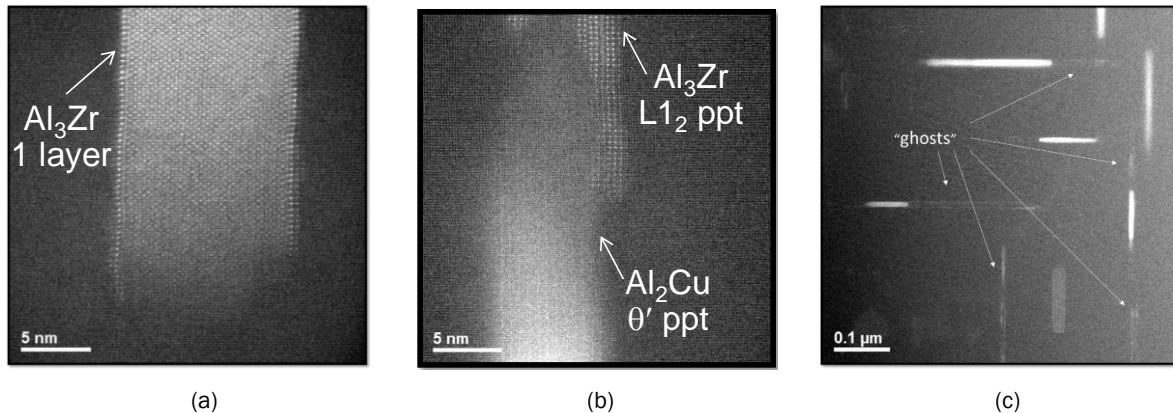 Al₃Zr
1 layer
5 nm
(a)
Al₃Zr
L1₂ ppt
Al₂Cu
θ′ ppt
5 nm
(b)
"ghosts"
0.1 µm
(c)